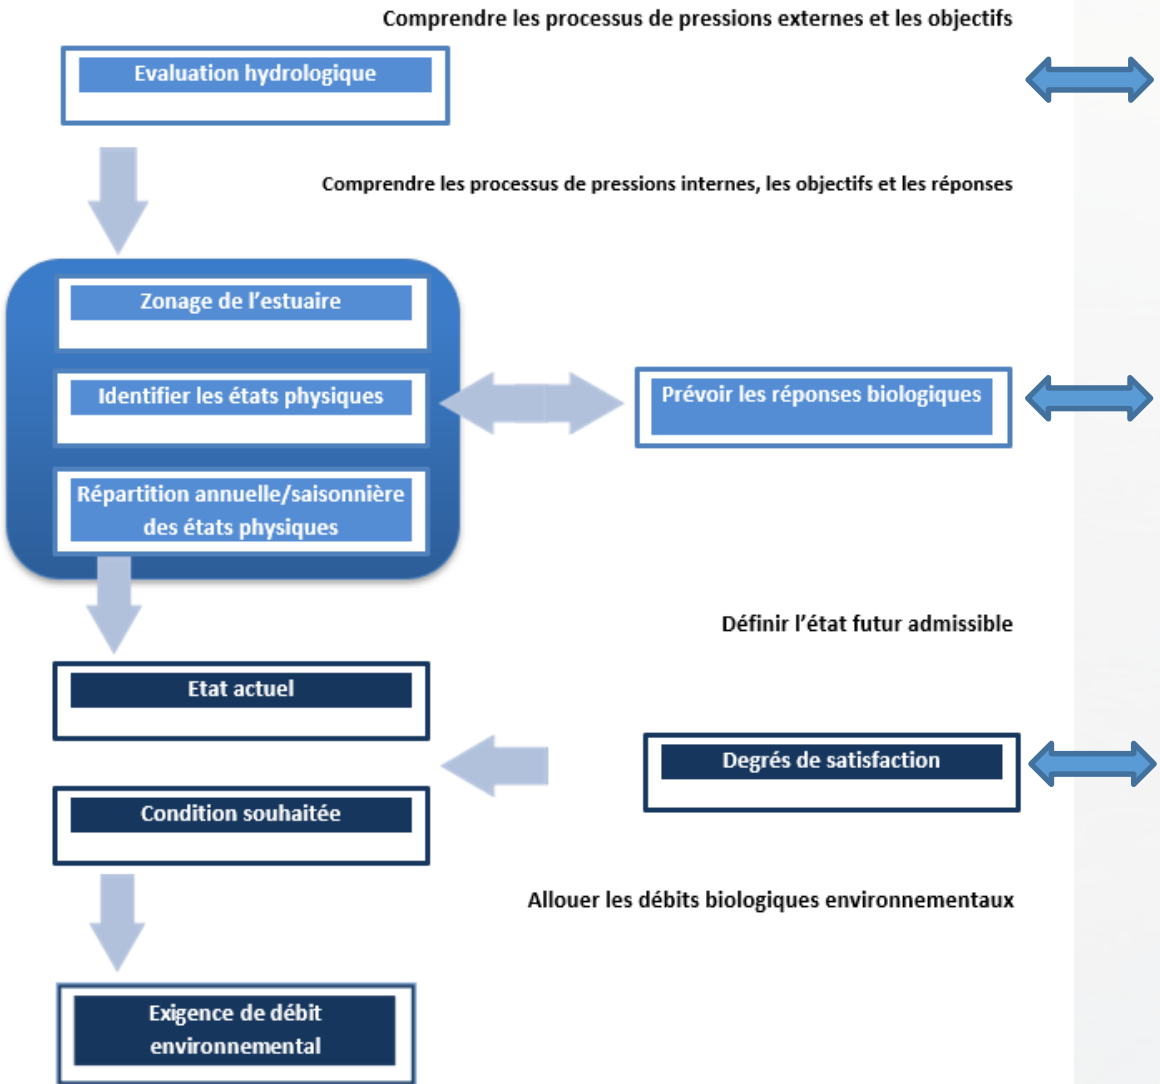 Comprendre les processus de pressions externes et les objectifs
Evaluation hydrologique
Comprendre les processus de pressions internes, les objectifs et les réponses
Zonage de l'estuaire
Identifier les états physiques
Prévoir les réponses biologiques
Répartition annuelle/saisonnière
des états physiques
Définir l'état futur admissible
Etat actuel
Degrés de satisfaction
Condition souhaitée
Allouer les débits biologiques environnementaux
Exigence de débit
environnemental